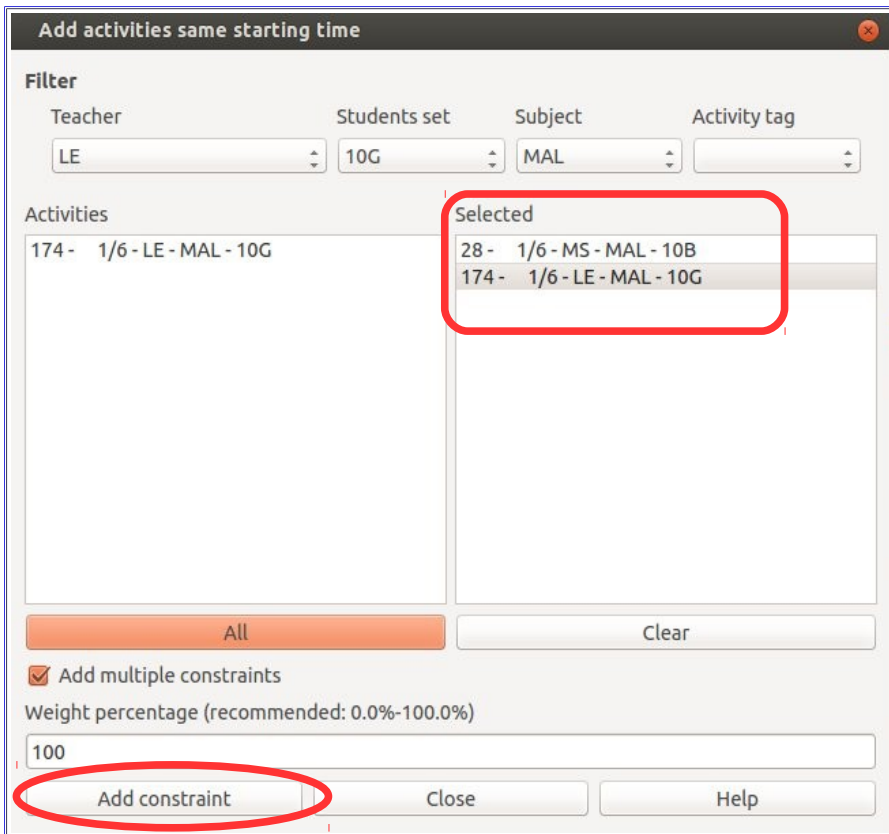 Add activities same starting time
Filter
Teacher Students set Subject Activity tag
LE 10G MAL
Activities Selected
174 - 1/6 - LE - MAL - 10G 28 - 1/6 - MS - MAL - 10B
174 - 1/6 - LE - MAL - 10G
All Clear
Add multiple constraints
Weight percentage (recommended: 0.0%-100.0%)
100
Add constraint Close Help